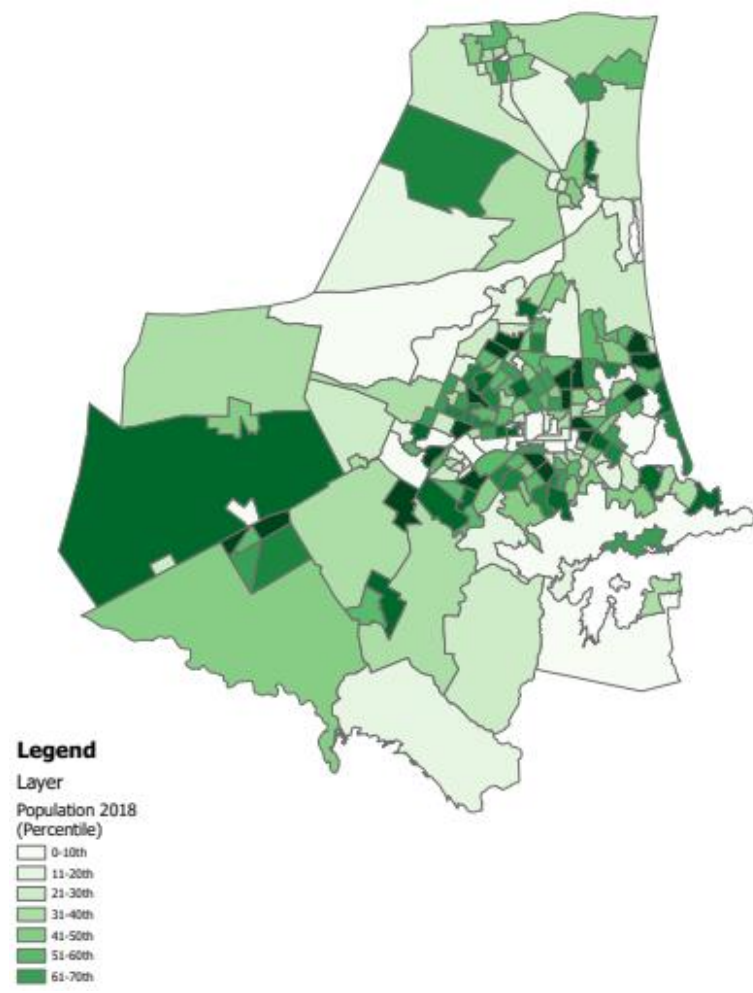 Legend
Layer
Population 2018
(Percentile)
0-10th
11-20th
21-30th
31-40th
41-50th
51-60th
61-70th